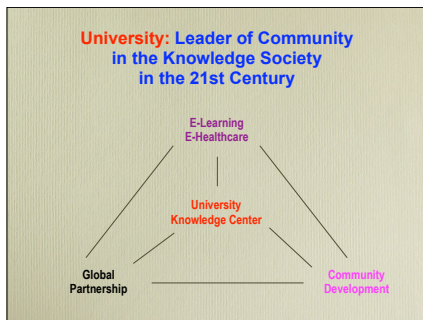 University: Leader of Community
in the Knowledge Society
in the 21st Century
E-Learning
E-Healthcare
University
Knowledge Center
Global
Partnership
Community
Development